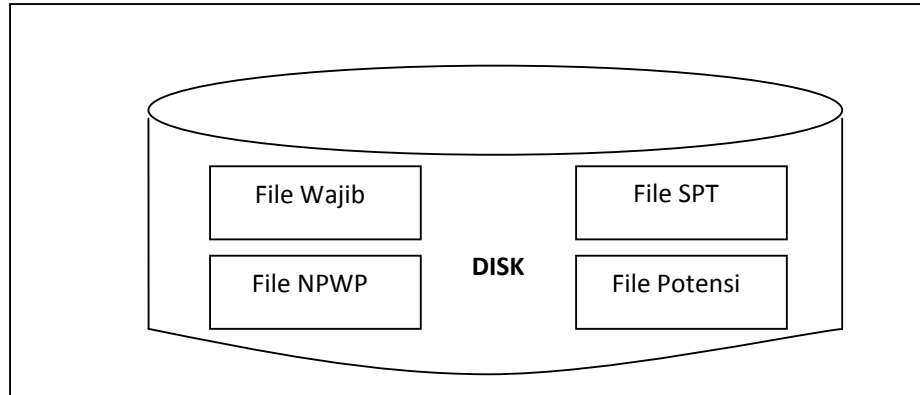 File Wajib
File SPT
DISK
File NPWP
File Potensi